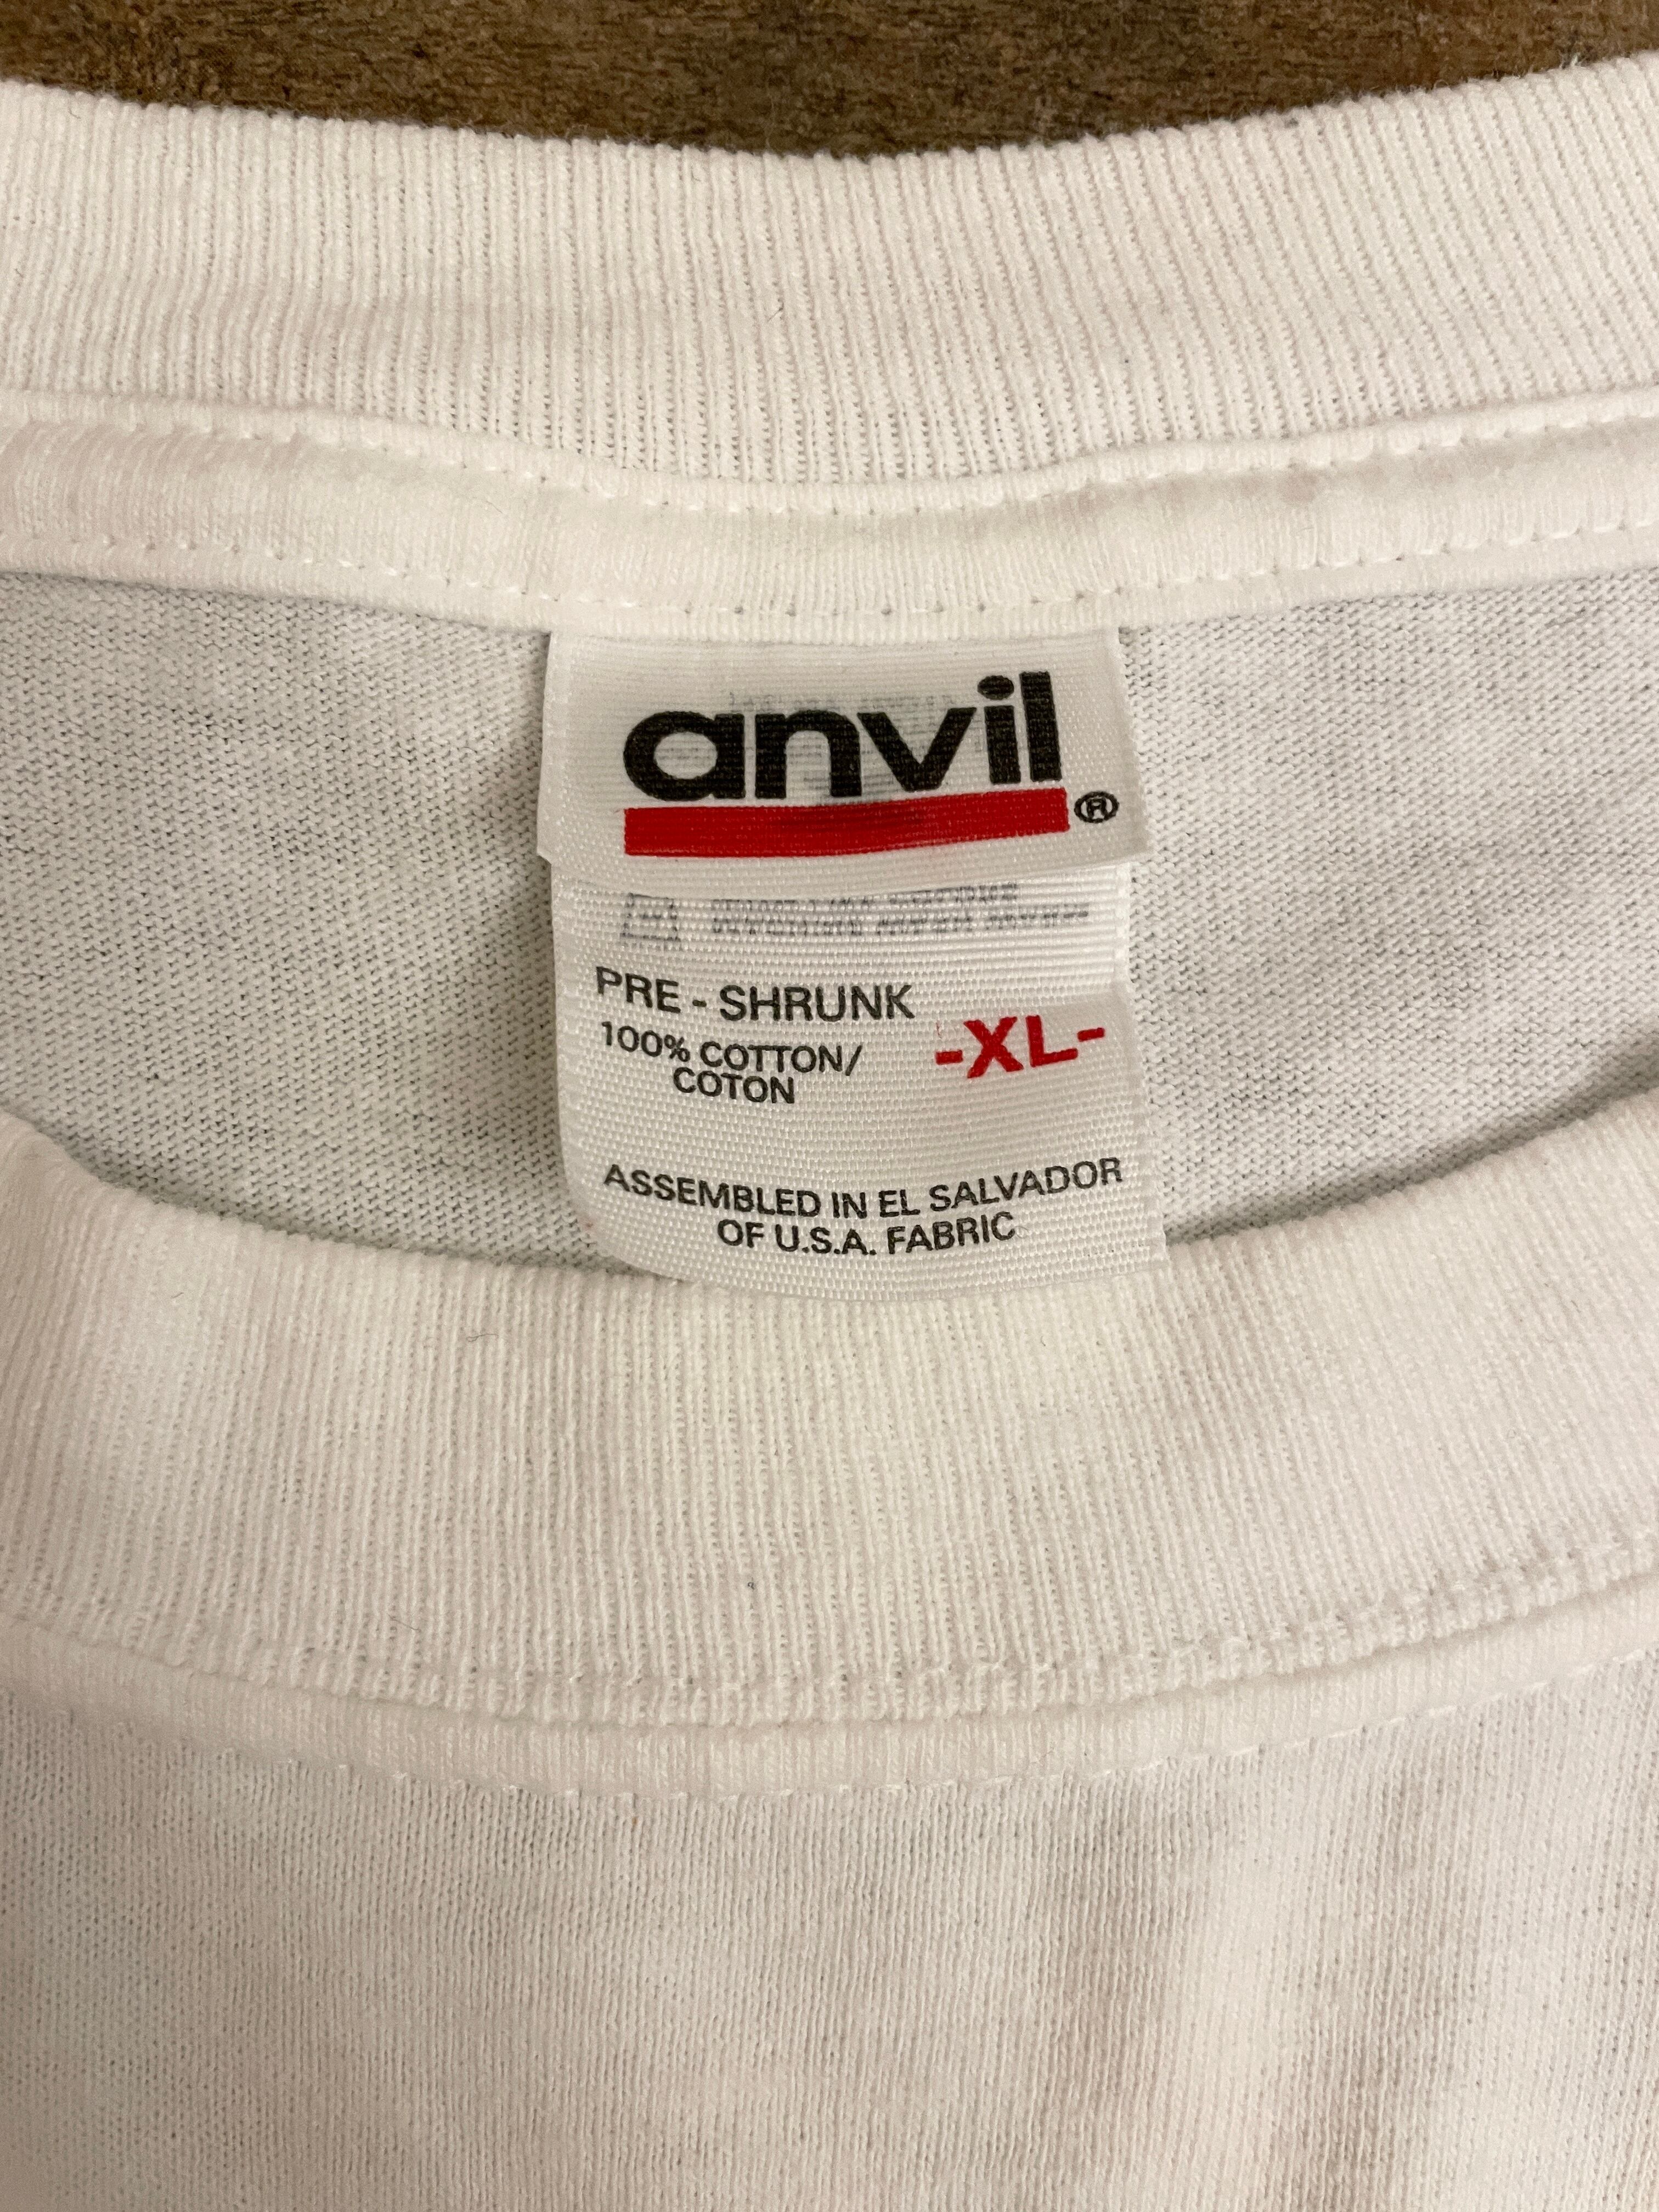 anvil®
PRE - SHRUNK
100% COTTON/
COTON
-XL-
ASSEMBLED IN EL SALVADOR
OF U.S.A. FABRIC